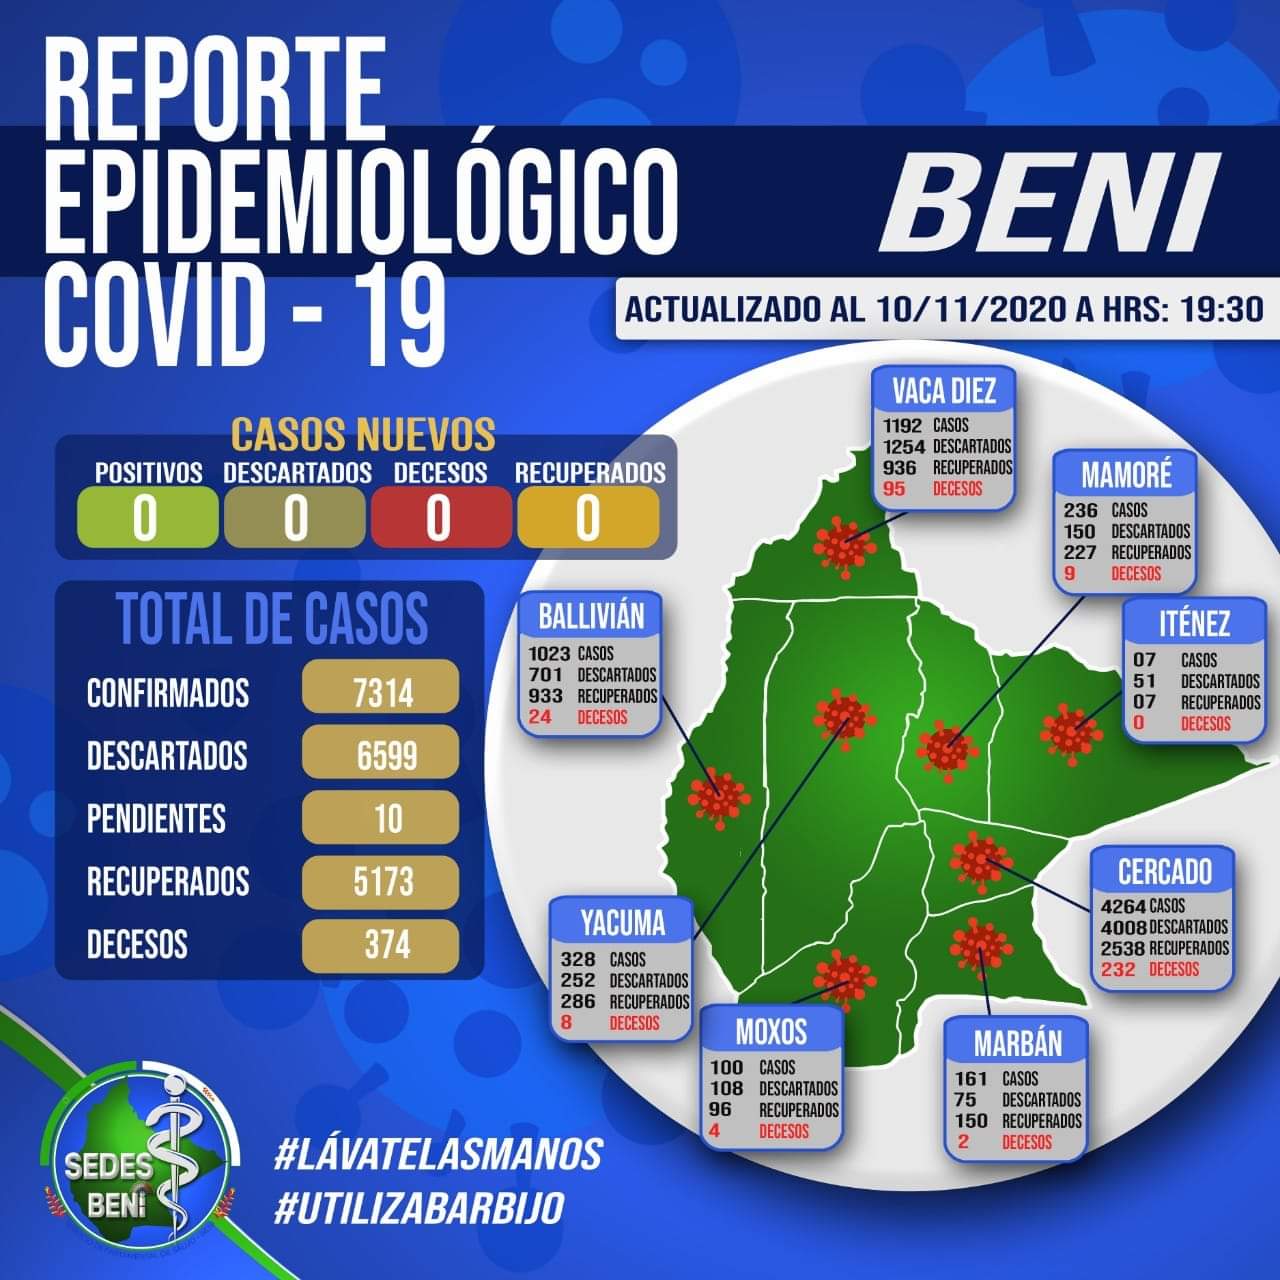 REPORTE
EPIDEMIOLÓGICO
COVID - 19
BENI
ACTUALIZADO AL 10/11/2020 A HRS: 19:30
CASOS NUEVOS
POSITIVOS DESCARTADOS DECESOS RECUPERADOS
0 0 0 0
TOTAL DE CASOS
CONFIRMADOS 7314
DESCARTADOS 6599
PENDIENTES 10
RECUPERADOS 5173
DECESOS 374
VACA DIEZ
1192 CASOS
1254 DESCARTADOS
936 RECUPERADOS
95 DECESOS
MAMORÉ
236 CASOS
150 DESCARTADOS
227 RECUPERADOS
9 DECESOS
BALLIVIÁN
1023 CASOS
701 DESCARTADOS
933 RECUPERADOS
24 DECESOS
ITÉNEZ
07 CASOS
51 DESCARTADOS
07 RECUPERADOS
0 DECESOS
CERCADO
4264 CASOS
4008 DESCARTADOS
2538 RECUPERADOS
232 DECESOS
YACUMA
328 CASOS
252 DESCARTADOS
286 RECUPERADOS
8 DECESOS
MOXOS
100 CASOS
108 DESCARTADOS
96 RECUPERADOS
4 DECESOS
MARBÁN
161 CASOS
75 DESCARTADOS
150 RECUPERADOS
2 DECESOS
SEDES
BENI
#LÁVATELASMANOS
#UTILIZABARBIJO